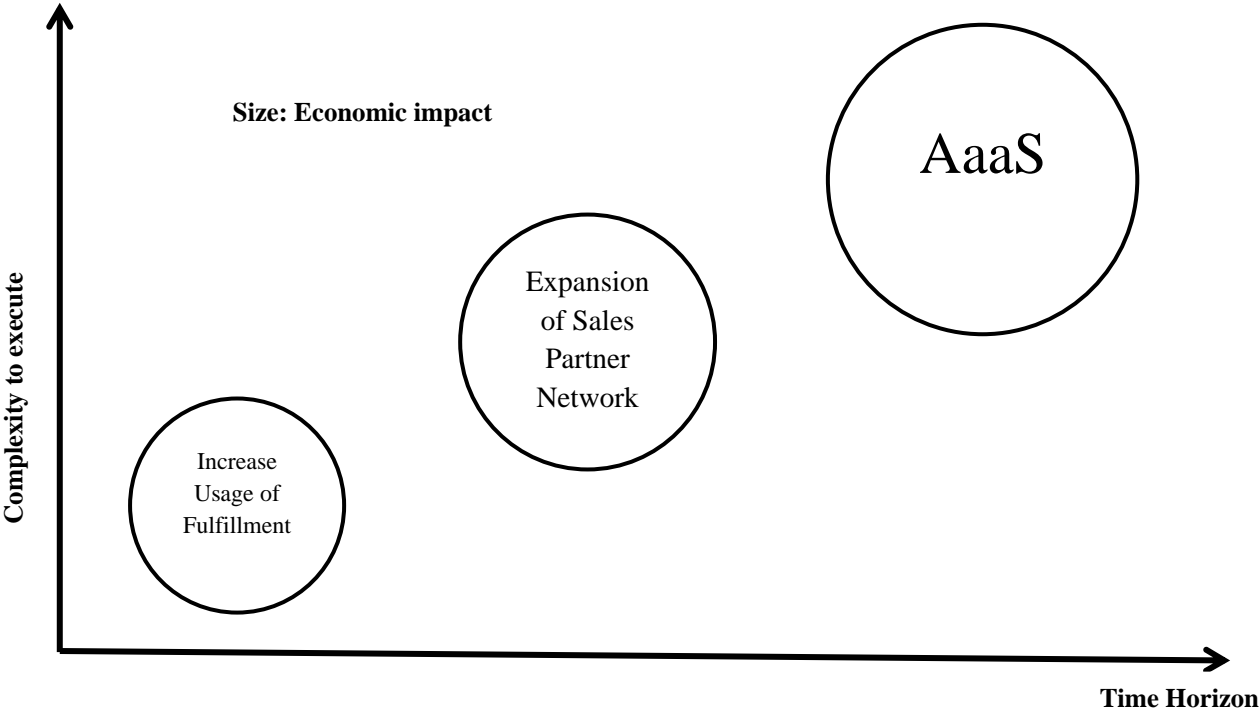 Size: Economic impact
AaaS
Expansion
of Sales
Partner
Network
Increase
Usage of
Fulfillment
Complexity to execute
Time Horizon